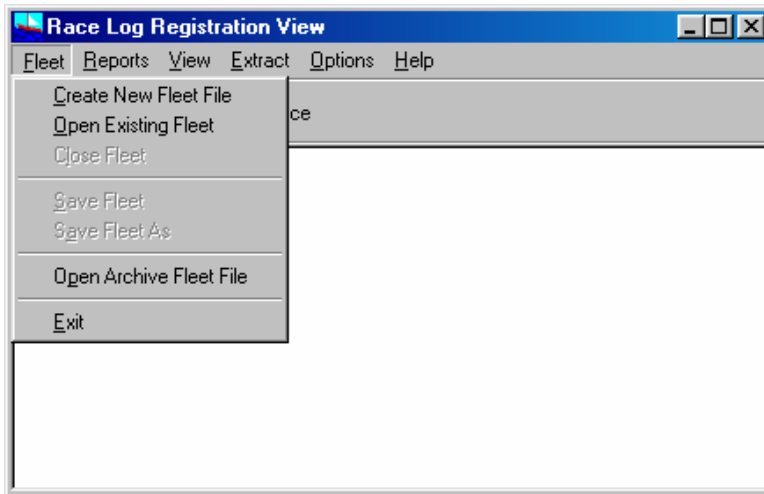 Race Log Registration View
Fleet Reports View Extract Options Help
Create New Fleet File
Open Existing Fleet
ce
Close Fleet
Save Fleet
Save Fleet As
Open Archive Fleet File
Exit